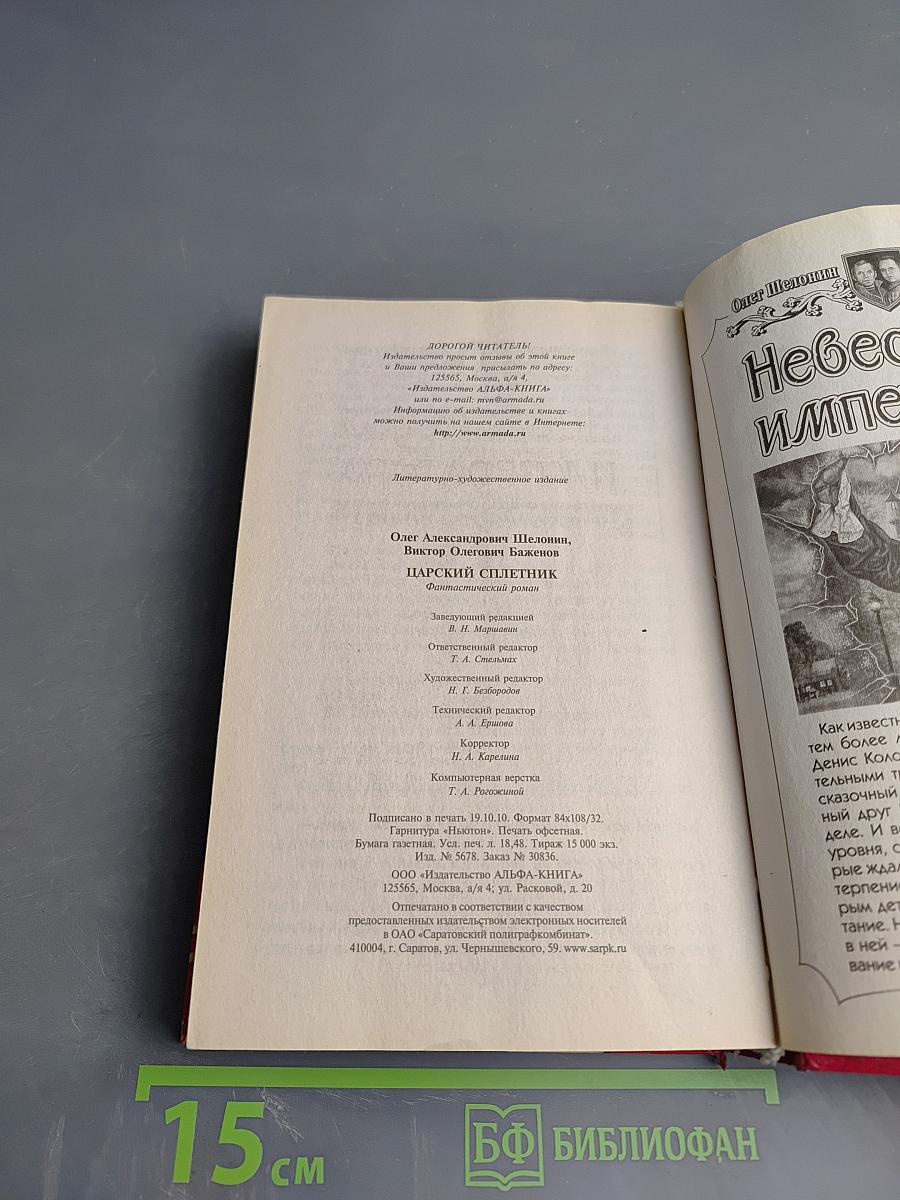 ДОРОГОЙ ЧИТАТЕЛЬ!
Издательство просит отзывы об этой книге
и Ваши предложения присылать по адресу:
125565, Москва, а/я 4,
«Издательство АЛЬФА-КНИГА»
или по e-mail: mvn@armada.ru
Информацию об издательстве и книгах
можно получить на нашем сайте в Интернете:
http://www.armada.ru
Литературно-художественное издание
Олег Александрович Шелонин,
Виктор Олегович Баженов
ЦАРСКИЙ СПЛЕТНИК
Фантастический роман
Заведующий редакцией
В. Н. Маршавин
Ответственный редактор
Т. А. Стельмах
Художественный редактор
Н. Г. Безбородов
Технический редактор
А. А. Ершова
Корректор
Н. А. Карелина
Компьютерная верстка
Т. А. Рогожиной
Подписано в печать 19.10.10. Формат 84х108/32.
Гарнитура «Ньютон». Печать офсетная.
Бумага газетная. Усл. печ. л. 18,48. Тираж 15 000 экз.
Изд. № 5678. Заказ № 30836.
ООО «Издательство АЛЬФА-КНИГА»
125565, Москва, а/я 4; ул. Расковой, д. 20
Отпечатано в соответствии с качеством
предоставленных издательством электронных носителей
в ОАО «Саратовский полиграфкомбинат».
410004, г. Саратов, ул. Чернышевского, 59. www.sarpk.ru
Олег Шелонин
Небес
импе
Как известн
тем более
Денис Коло
тельными т
сказочный
ный друг
деле. И в
уровня, с
рые ждал
терпение
рым дет
тание. Н
в ней –
вание
15 см
БФ БИБЛИОФАН